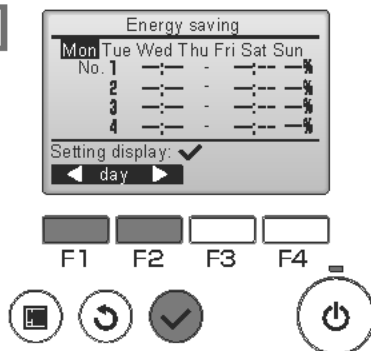 Energy saving
Mon Tue Wed Thu Fri Sat Sun
No. 1 —:— - —:-- —%
2 —:— - —:-- —%
3 —:— - —:-- —%
4 —:— - —:-- —%
Setting display: ✓
◀ day ▶
F1 F2 F3 F4